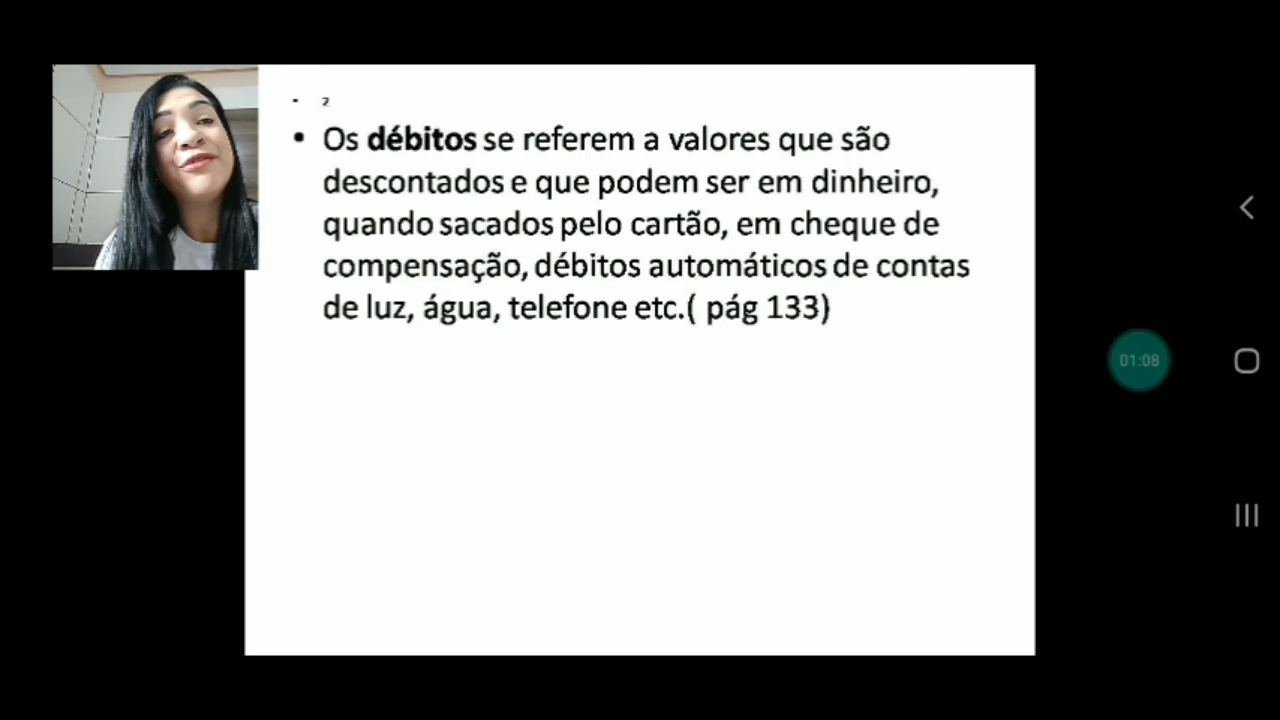 • 2
• Os débitos se referem a valores que são
descontados e que podem ser em dinheiro,
quando sacados pelo cartão, em cheque de
compensação, débitos automáticos de contas
de luz, água, telefone etc.( pág 133)
01:08